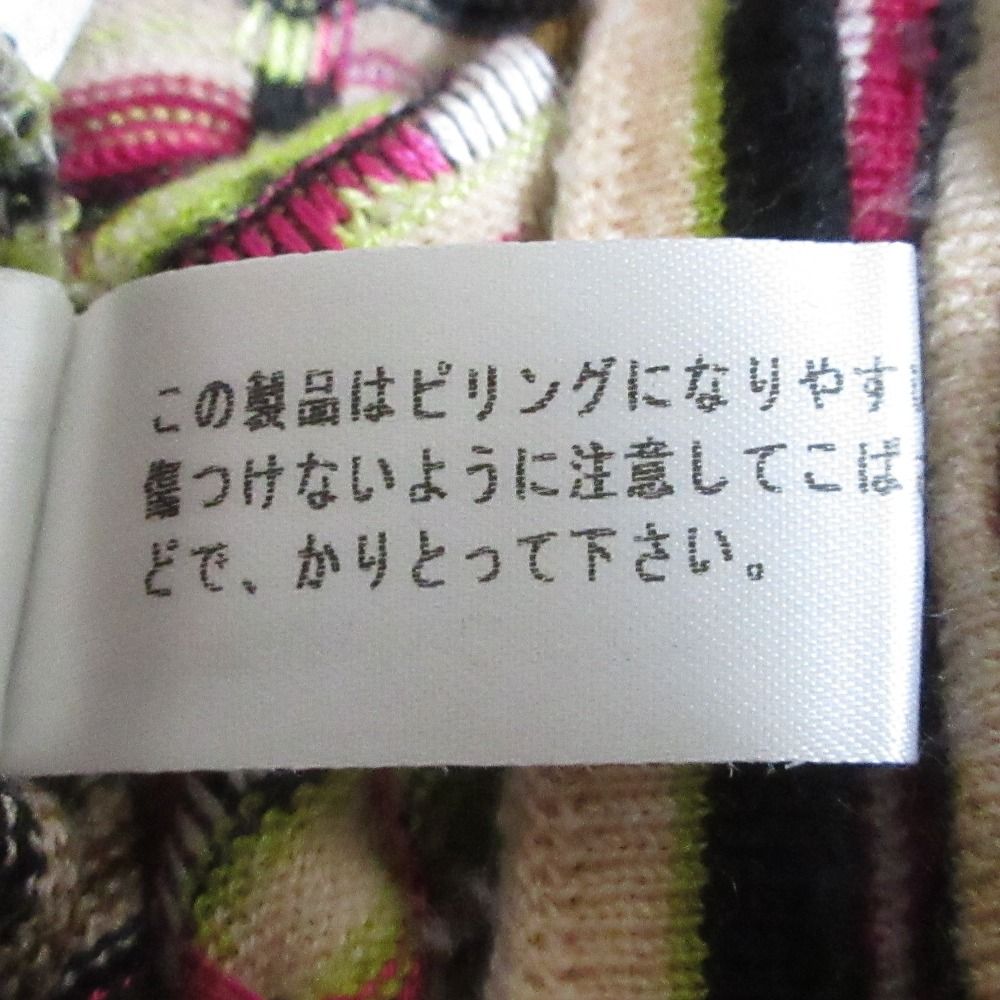 この製品はピリングになりやす
傷つけないように注意してこは
どで、かりとって下さい。